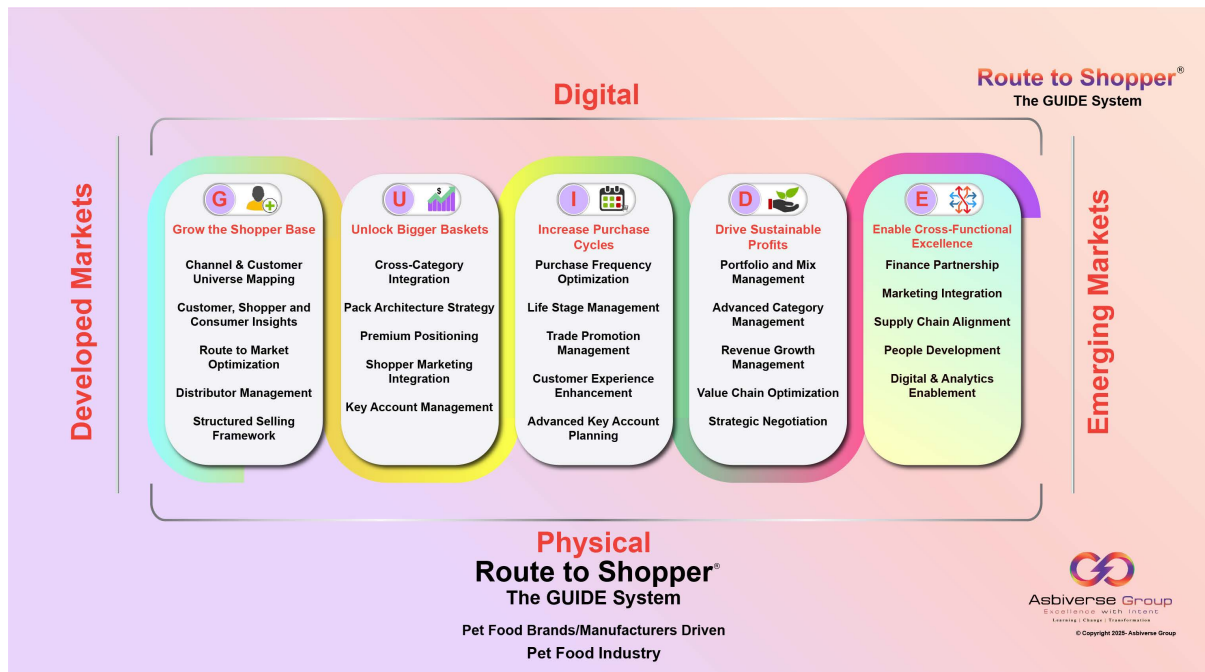 Route to Shopper®
The GUIDE System
Digital
Developed Markets
G
Grow the Shopper Base
Channel & Customer
Universe Mapping
Customer, Shopper and
Consumer Insights
Route to Market
Optimization
Distributor Management
Structured Selling
Framework
U
$
Unlock Bigger Baskets
Cross-Category
Integration
Pack Architecture Strategy
Premium Positioning
Shopper Marketing
Integration
Key Account Management
I
Increase Purchase
Cycles
Purchase Frequency
Optimization
Life Stage Management
Trade Promotion
Management
Customer Experience
Enhancement
Advanced Key Account
Planning
D
Drive Sustainable
Profits
Portfolio and Mix
Management
Advanced Category
Management
Revenue Growth
Management
Value Chain Optimization
Strategic Negotiation
E
Enable Cross-Functional
Excellence
Finance Partnership
Marketing Integration
Supply Chain Alignment
People Development
Digital & Analytics
Enablement
Emerging Markets
Physical
Route to Shopper®
The GUIDE System
Pet Food Brands/Manufacturers Driven
Pet Food Industry
Asbiverse Group
Excellence with Intent
Learning | Change | Transformation
© Copyright 2025- Asbiverse Group